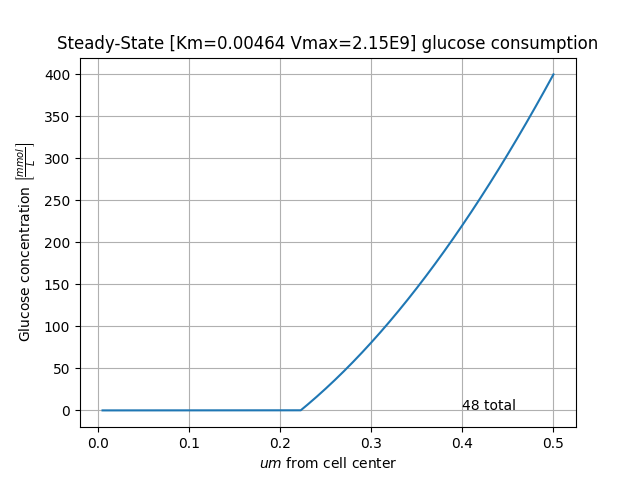 Steady-State [Km=0.00464 Vmax=2.15E9] glucose consumption
400
350
300
250
200
150
100
50
0
Glucose concentration [mmol/L]
48 total
0.0 0.1 0.2 0.3 0.4 0.5
um from cell center